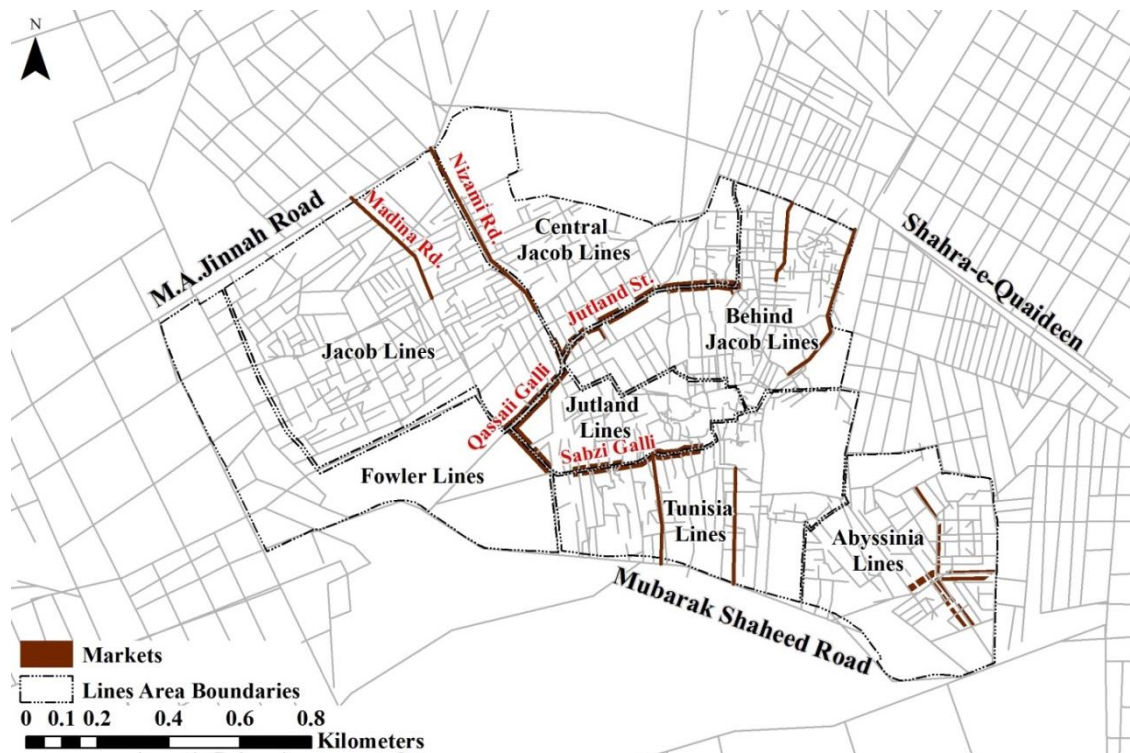 N
M.A.Jinnah Road
Madina Rd.
Nizami Rd.
Central
Jacob Lines
Shahra-e-Quaideen
Jutland St.
Behind
Jacob Lines
Jacob Lines
Qassaii Galli
Jutland
Lines
Sabzi Galli
Fowler Lines
Tunisia
Lines
Abyssinia
Lines
Mubarak Shaheed Road
Markets
Lines Area Boundaries
0 0.1 0.2 0.4 0.6 0.8
Kilometers